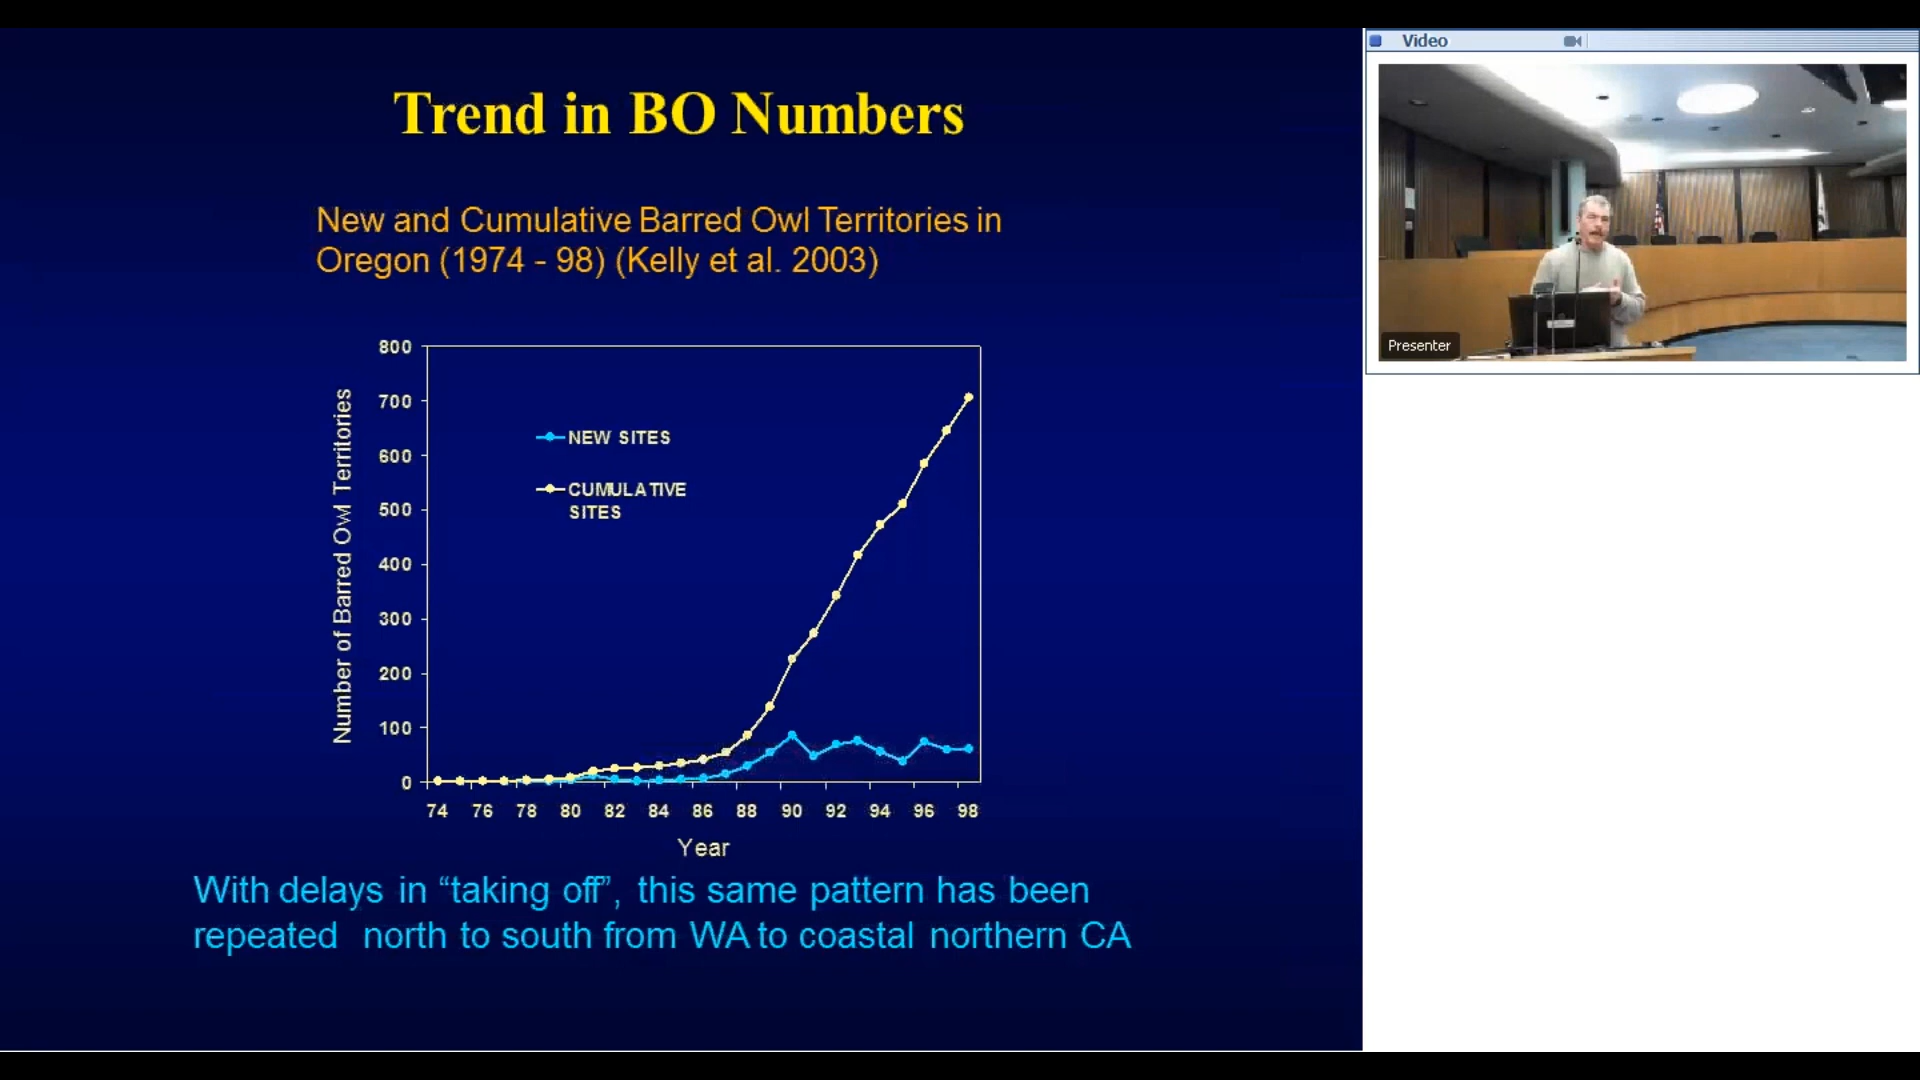 Trend in BO Numbers
New and Cumulative Barred Owl Territories in
Oregon (1974 - 98) (Kelly et al. 2003)
Number of Barred Owl Territories
800
700
600
500
400
300
200
100
0
NEW SITES
CUMULATIVE
SITES
74 76 78 80 82 84 86 88 90 92 94 96 98
Year
With delays in “taking off”, this same pattern has been
repeated north to south from WA to coastal northern CA
Video
Presenter